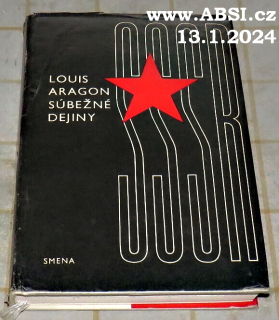 www.ABSI.cz
13.1.2024
LOUIS
ARAGON
SÚBEŽNÉ
DEJINY
SSSR
SMENA